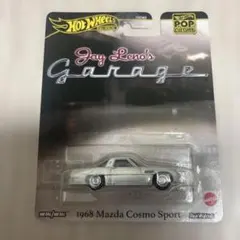 HOT WHEELS
POP
CULTURE
Jay Leno's
Garage
1968 Mazda Cosmo Sport